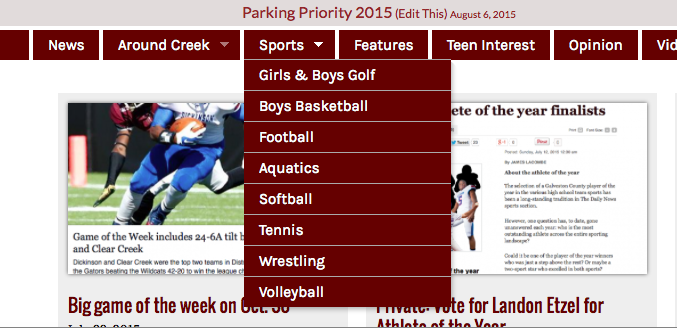 Parking Priority 2015 (Edit This) August 6, 2015
News Around Creek Sports Features Teen Interest Opinion
Girls & Boys Golf
Boys Basketball
Football
Aquatics
Softball
Tennis
Wrestling
Volleyball
Game of the Week includes 24-6A tilt b
and Clear Creek
Dickinson and Clear Creek were the top two teams in Dist
the Gators beating the Wildcats 42-20 to win the league c
Big game of the week on Oct.
of the year finalists
Tweet
Posted: Sunday, July 12, 2015 12:00 am
By JAMES LACOMBE
About the athlete of the year
The selection of a Galveston County player of the
year in the various high school team sports has
been a long-standing tradition in The Daily News
sports section.
However, one question has, to date, gone
unanswered each year: who is the most
outstanding athlete across the entire sporting
landscape?
Could it be one of the player of the year winners
who was just a step above the rest? Or maybe a
two-sport star who excelled in both sports?
Private: Vote for Landon Etzel for
Athlete of the Year